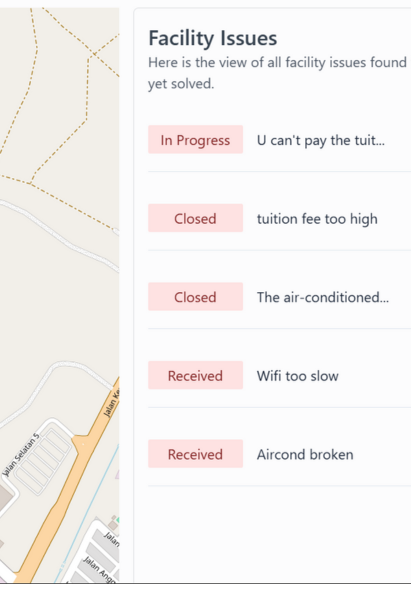 Facility Issues
Here is the view of all facility issues found
yet solved.
In Progress U can't pay the tuit...
Closed tuition fee too high
Closed The air-conditioned...
Received Wifi too slow
Received Aircond broken
Jalan Ke
Jalan Selatan 5
Jalan
Jalan Angg